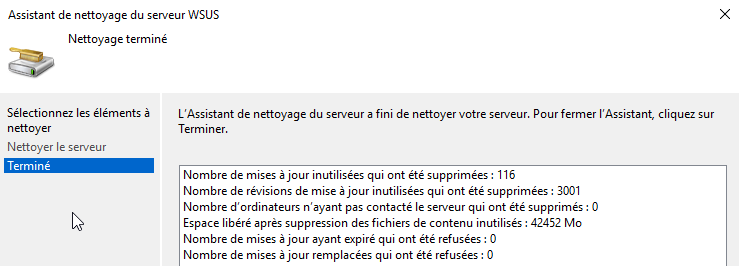 Assistant de nettoyage du serveur WSUS
Nettoyage terminé
Sélectionnez les éléments à
nettoyer
Nettoyer le serveur
Terminé
L'Assistant de nettoyage du serveur a fini de nettoyer votre serveur. Pour fermer l'Assistant, cliquez sur
Terminer.
Nombre de mises à jour inutilisées qui ont été supprimées : 116
Nombre de révisions de mise à jour inutilisées qui ont été supprimées : 3001
Nombre d'ordinateurs n'ayant pas contacté le serveur qui ont été supprimés : 0
Espace libéré après suppression des fichiers de contenu inutilisés : 42452 Mo
Nombre de mises à jour ayant expiré qui ont été refusées : 0
Nombre de mises à jour remplacées qui ont été refusées : 0